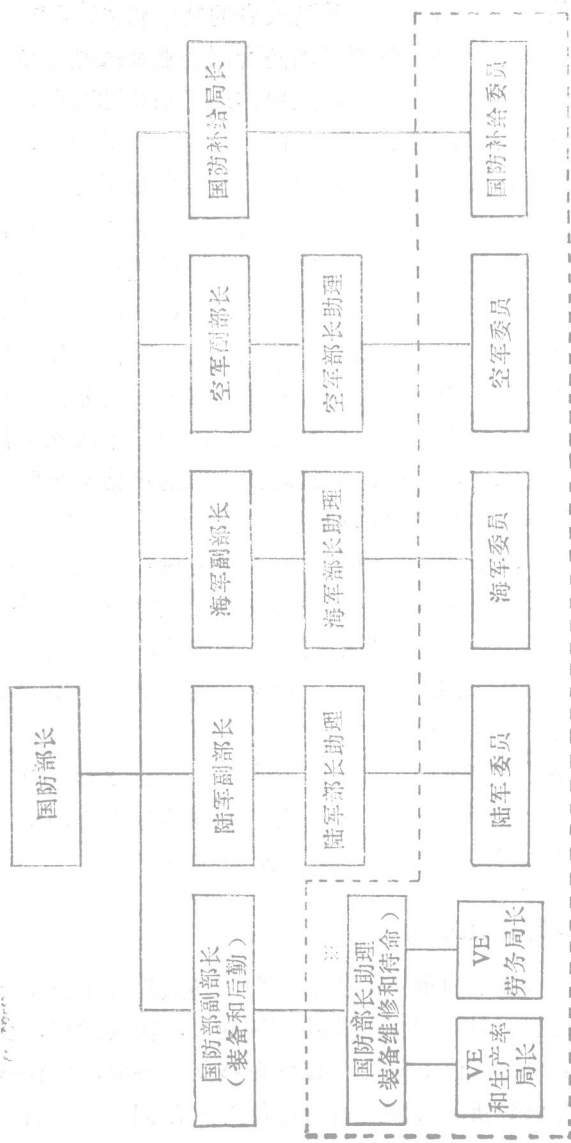 国防部长
国防部副部长
（装备和后勤）
陆军副部长
海军副部长
空军副部长
国防补给局长
※
国防部长助理
（装备维修和待命）
陆军部长助理
海军部长助理
空军部长助理
VE
和生产率
局长
VE
劳务局长
陆军委员
海军委员
空军委员
国防补给委员